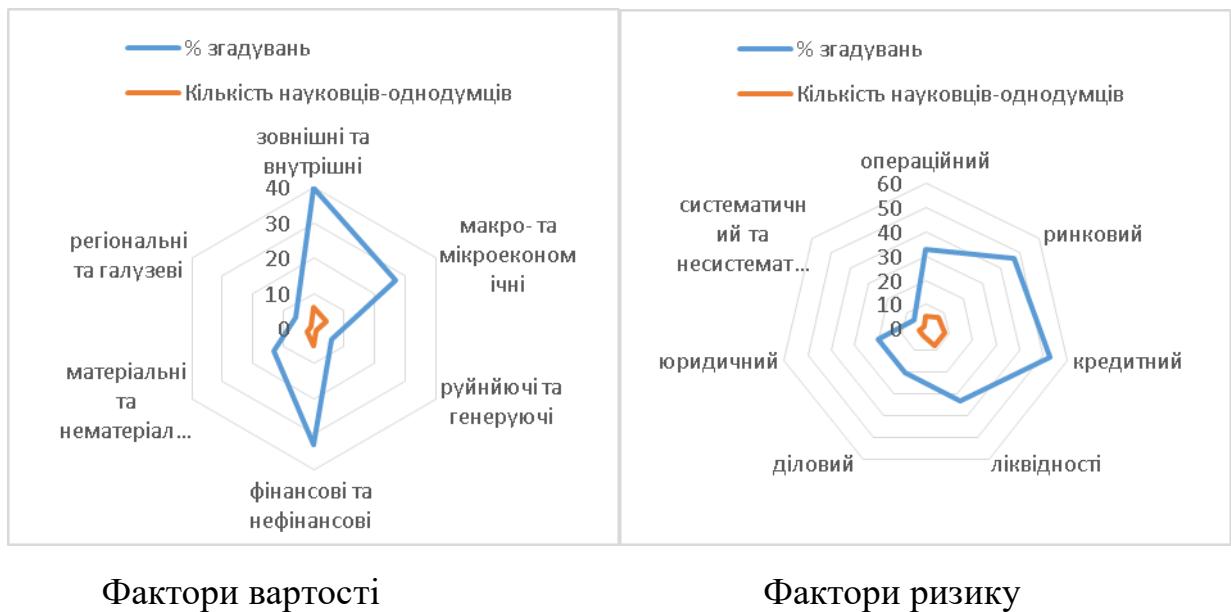 % згадувань
Кількість науковців-однодумців
зовнішні та
внутрішні
40
30
20
10
0
макро- та
мікроеконом
ічні
руйнйючі та
генеруючі
фінансові та
нефінансові
матеріальні
та
нематеріал...
регіональні
та галузеві
% згадувань
Кількість науковців-однодумців
операційний
60
50
40
30
20
10
0
ринковий
кредитний
ліквідності
діловий
юридичний
систематичн
ий та
несистемат...
Фактори вартості
Фактори ризику